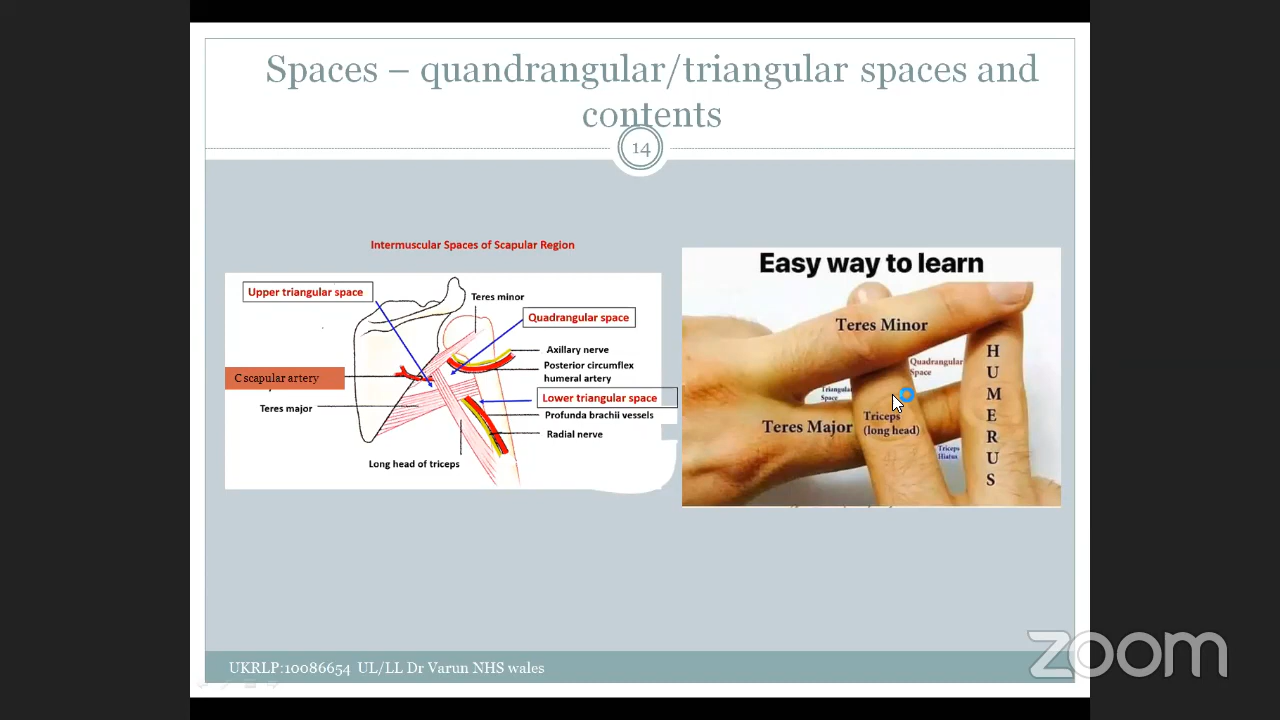 Spaces – quandrangular/triangular spaces and
contents
14
Intermuscular Spaces of Scapular Region
Upper triangular space
Teres minor
Quadrangular space
Axillary nerve
Posterior circumflex
humeral artery
C scapular artery
Lower triangular space
Teres major
Profunda brachii vessels
Radial nerve
Long head of triceps
Easy way to learn
Teres Minor
Quadrangular
Space
Triangular
Space
Teres Major
Triceps
(long head)
Triceps
Hiatus
HUMERUS
UKRLP:10086654 UL/LL Dr Varun NHS wales
zoom